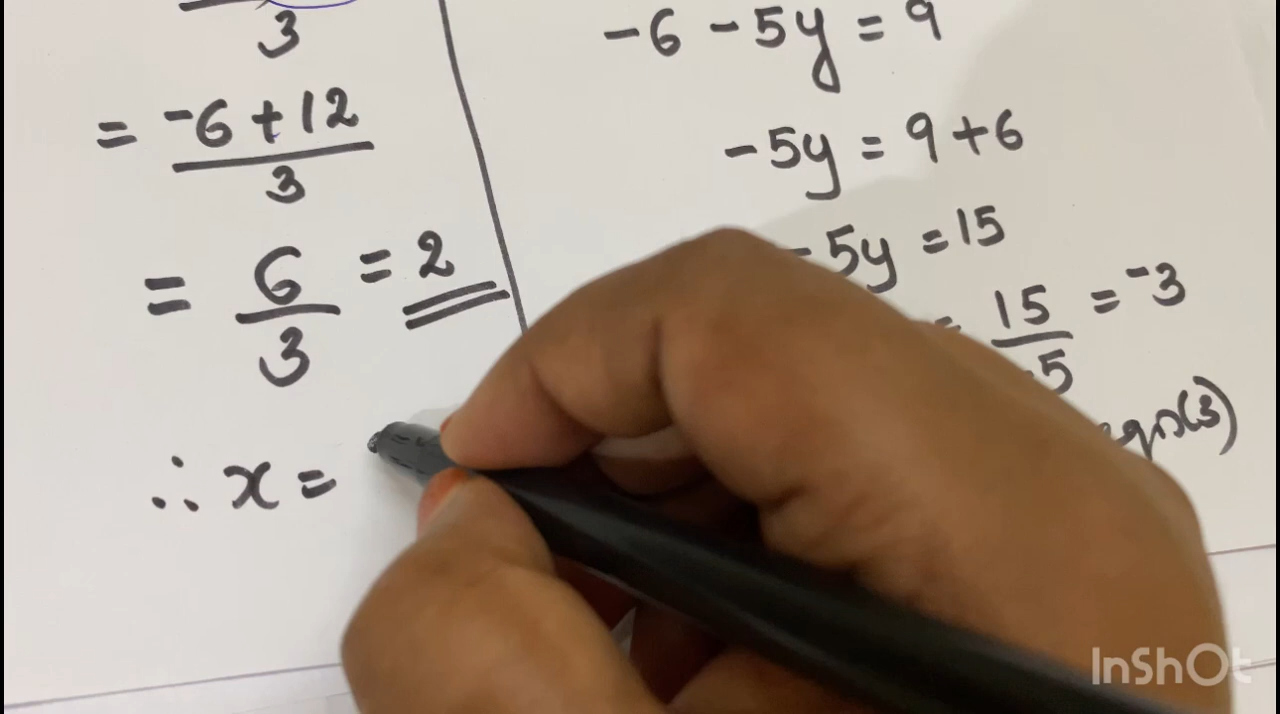 3
= -6 + 12
3
= 6 = 2
3
∴ x =
-6 - 5y = 9
-5y = 9 + 6
- 5y = 15
= 15 = -3
-5
(3)
InShOt